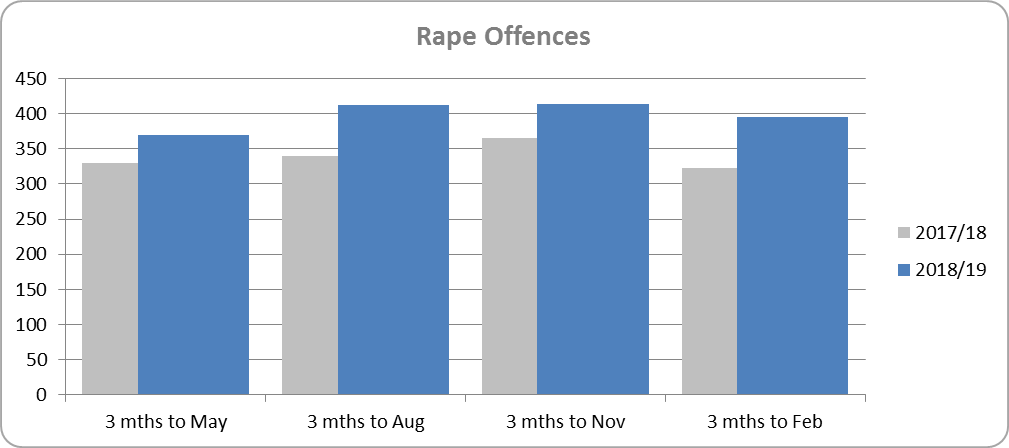 Rape Offences
450
400
350
300
250
200
150
100
50
0
3 mths to May
3 mths to Aug
3 mths to Nov
3 mths to Feb
2017/18
2018/19